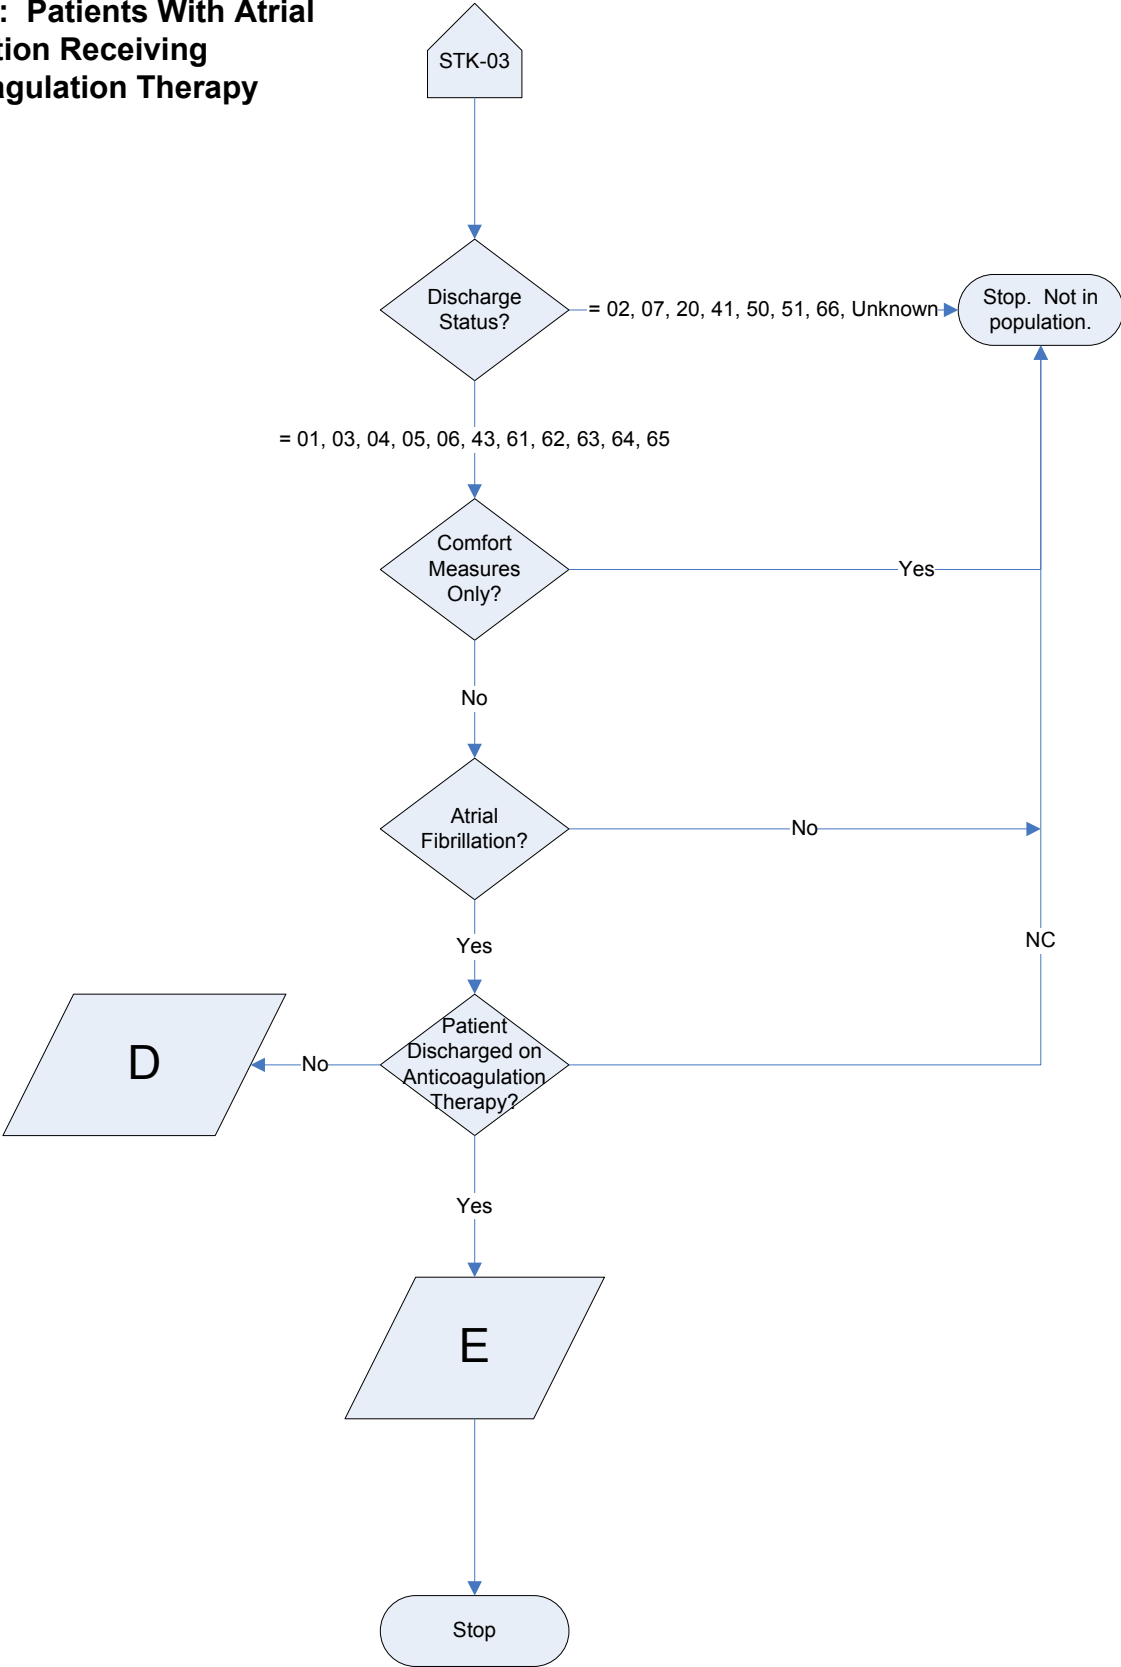 : Patients With Atrial
tion Receiving
agulation Therapy
STK-03
Discharge
Status?
= 02, 07, 20, 41, 50, 51, 66, Unknown
Stop. Not in
population.
= 01, 03, 04, 05, 06, 43, 61, 62, 63, 64, 65
Comfort
Measures
Only?
Yes
No
Atrial
Fibrillation?
No
Yes
NC
Patient
Discharged on
Anticoagulation
Therapy?
No
D
Yes
E
Stop